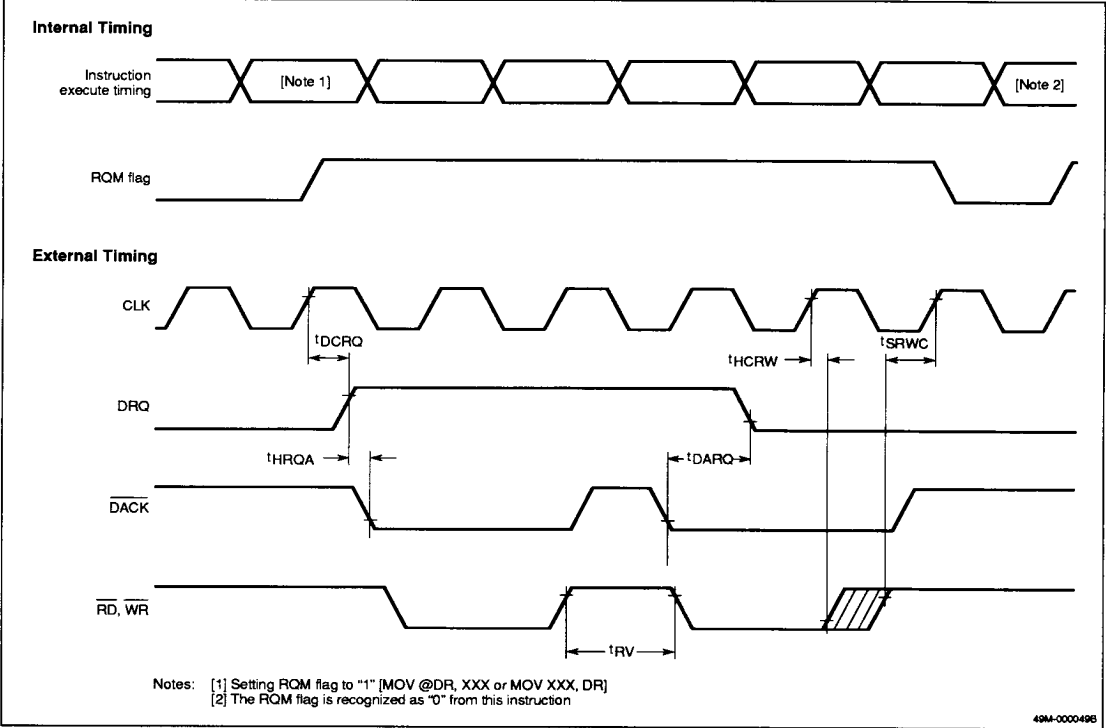 Internal Timing
Instruction
execute timing
[Note 1]
[Note 2]
RQM flag
External Timing
CLK
tDCRQ
tHCRW
tSRWC
DRQ
tHRQA
tDARQ
DACK
RD, WR
tRV
Notes: [1] Setting RQM flag to "1" [MOV @DR, XXX or MOV XXX, DR]
[2] The RQM flag is recognized as "0" from this instruction
49M-000049B